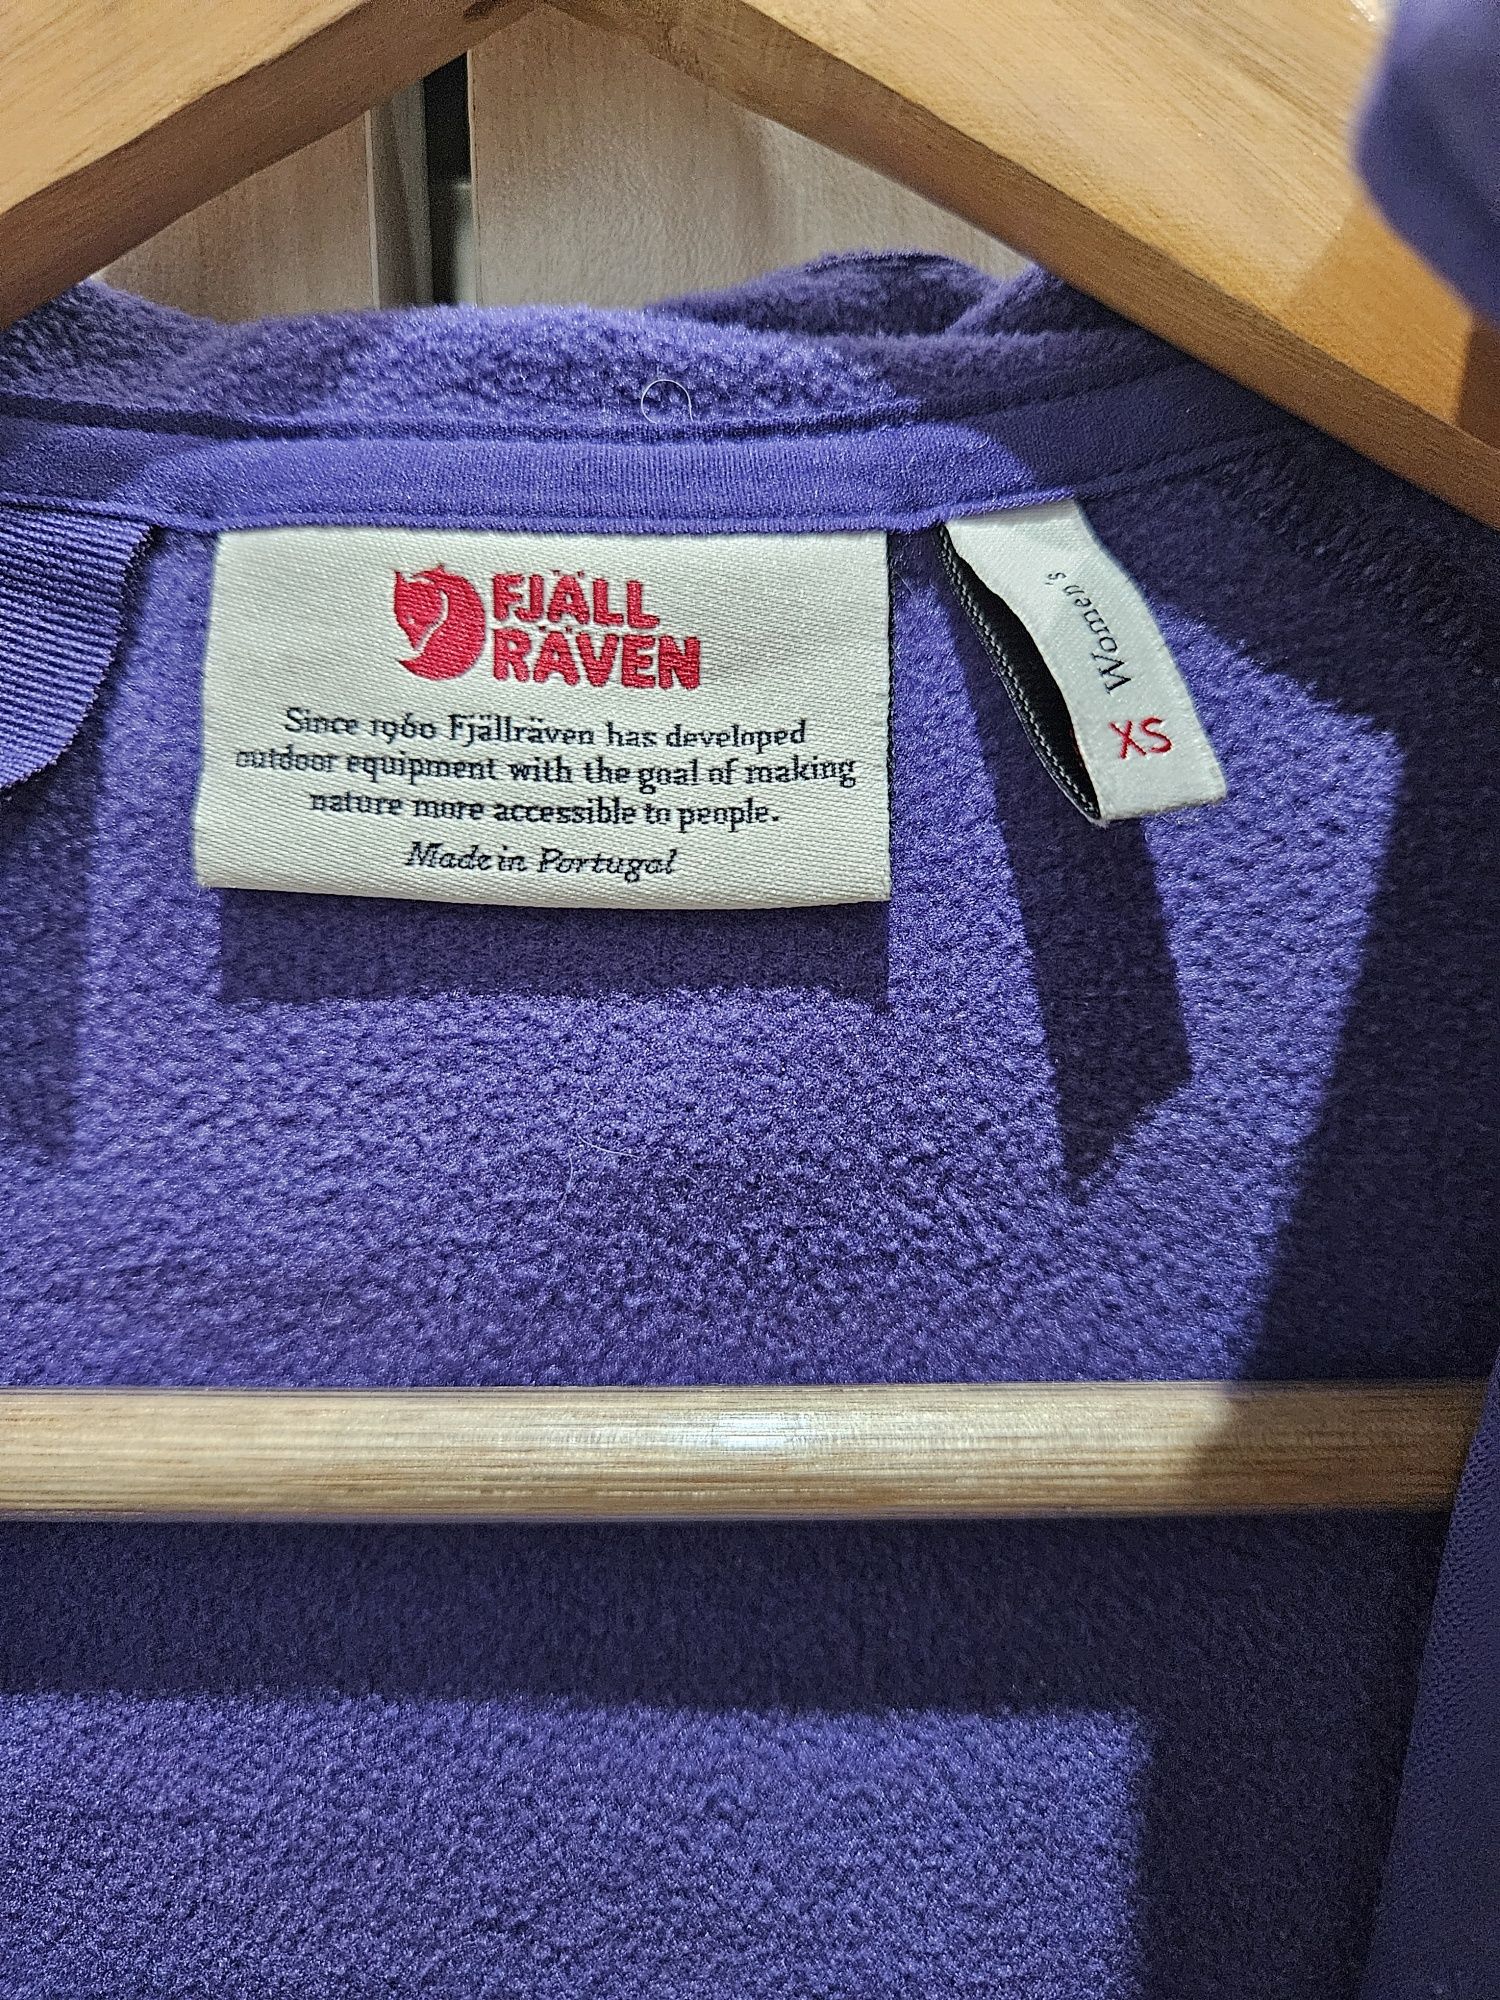 FJÄLL
RÄVEN
Since 1960 Fjällräven has developed
outdoor equipment with the goal of making
nature more accessible to people.
Made in Portugal
Women's
XS